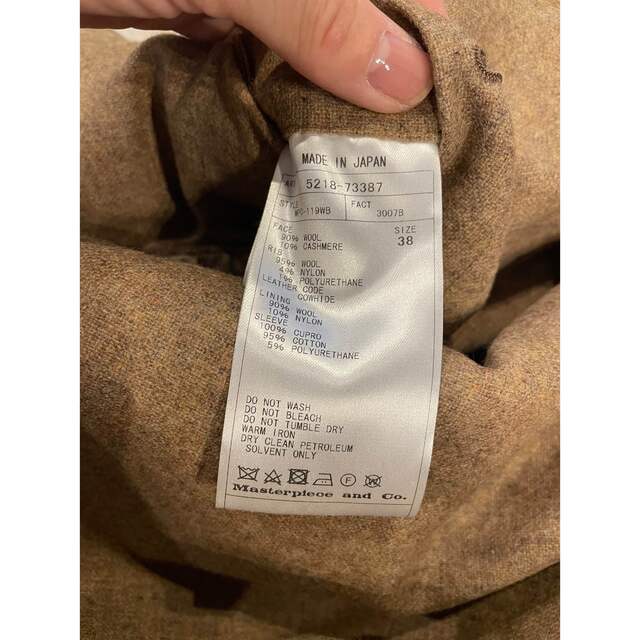 MADE IN JAPAN
PART 5218-73387
STYLE FACT
MFC-119WB 3007B
FACE SIZE
90% WOOL 38
10% CASHMERE
RIB
95% WOOL
4% NYLON
1% POLYURETHANE
LEATHER CODE
COWHIDE
LINING
90% WOOL
10% NYLON
SLEEVE
100% CUPRO
95% COTTON
5% POLYURETHANE
DO NOT WASH
DO NOT BLEACH
DO NOT TUMBLE DRY
WARM IRON
DRY CLEAN PETROLEUM
SOLVENT ONLY
F W
Masterpiece and Co.